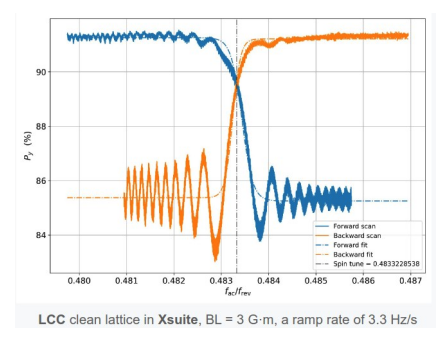 90
88
86
84
P_y (%)
0.480 0.481 0.482 0.483 0.484 0.485 0.486 0.487
f_ac/f_rev
Forward scan
Backward scan
Forward fit
Backward fit
Spin tune = 0.4833228538
LCC clean lattice in Xsuite, BL = 3 G·m, a ramp rate of 3.3 Hz/s